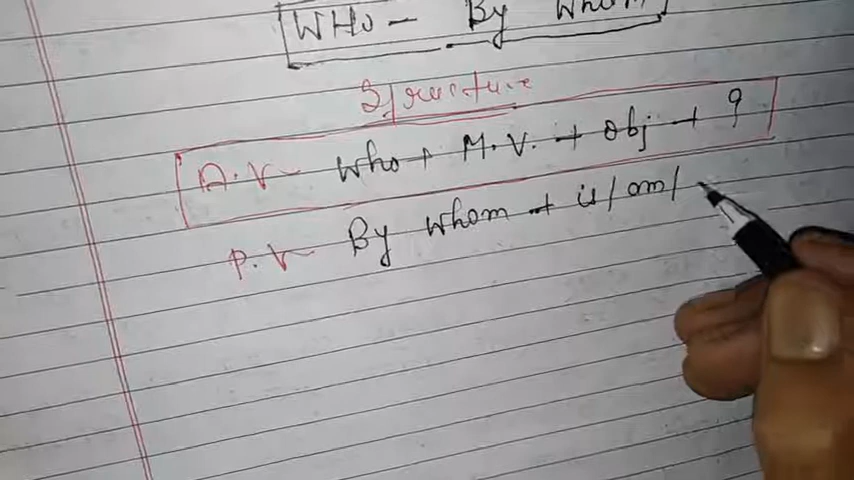 WHo - By Whom
Structure
A.V - Who + M.V. + obj + ?
P.V - By whom + is/am/